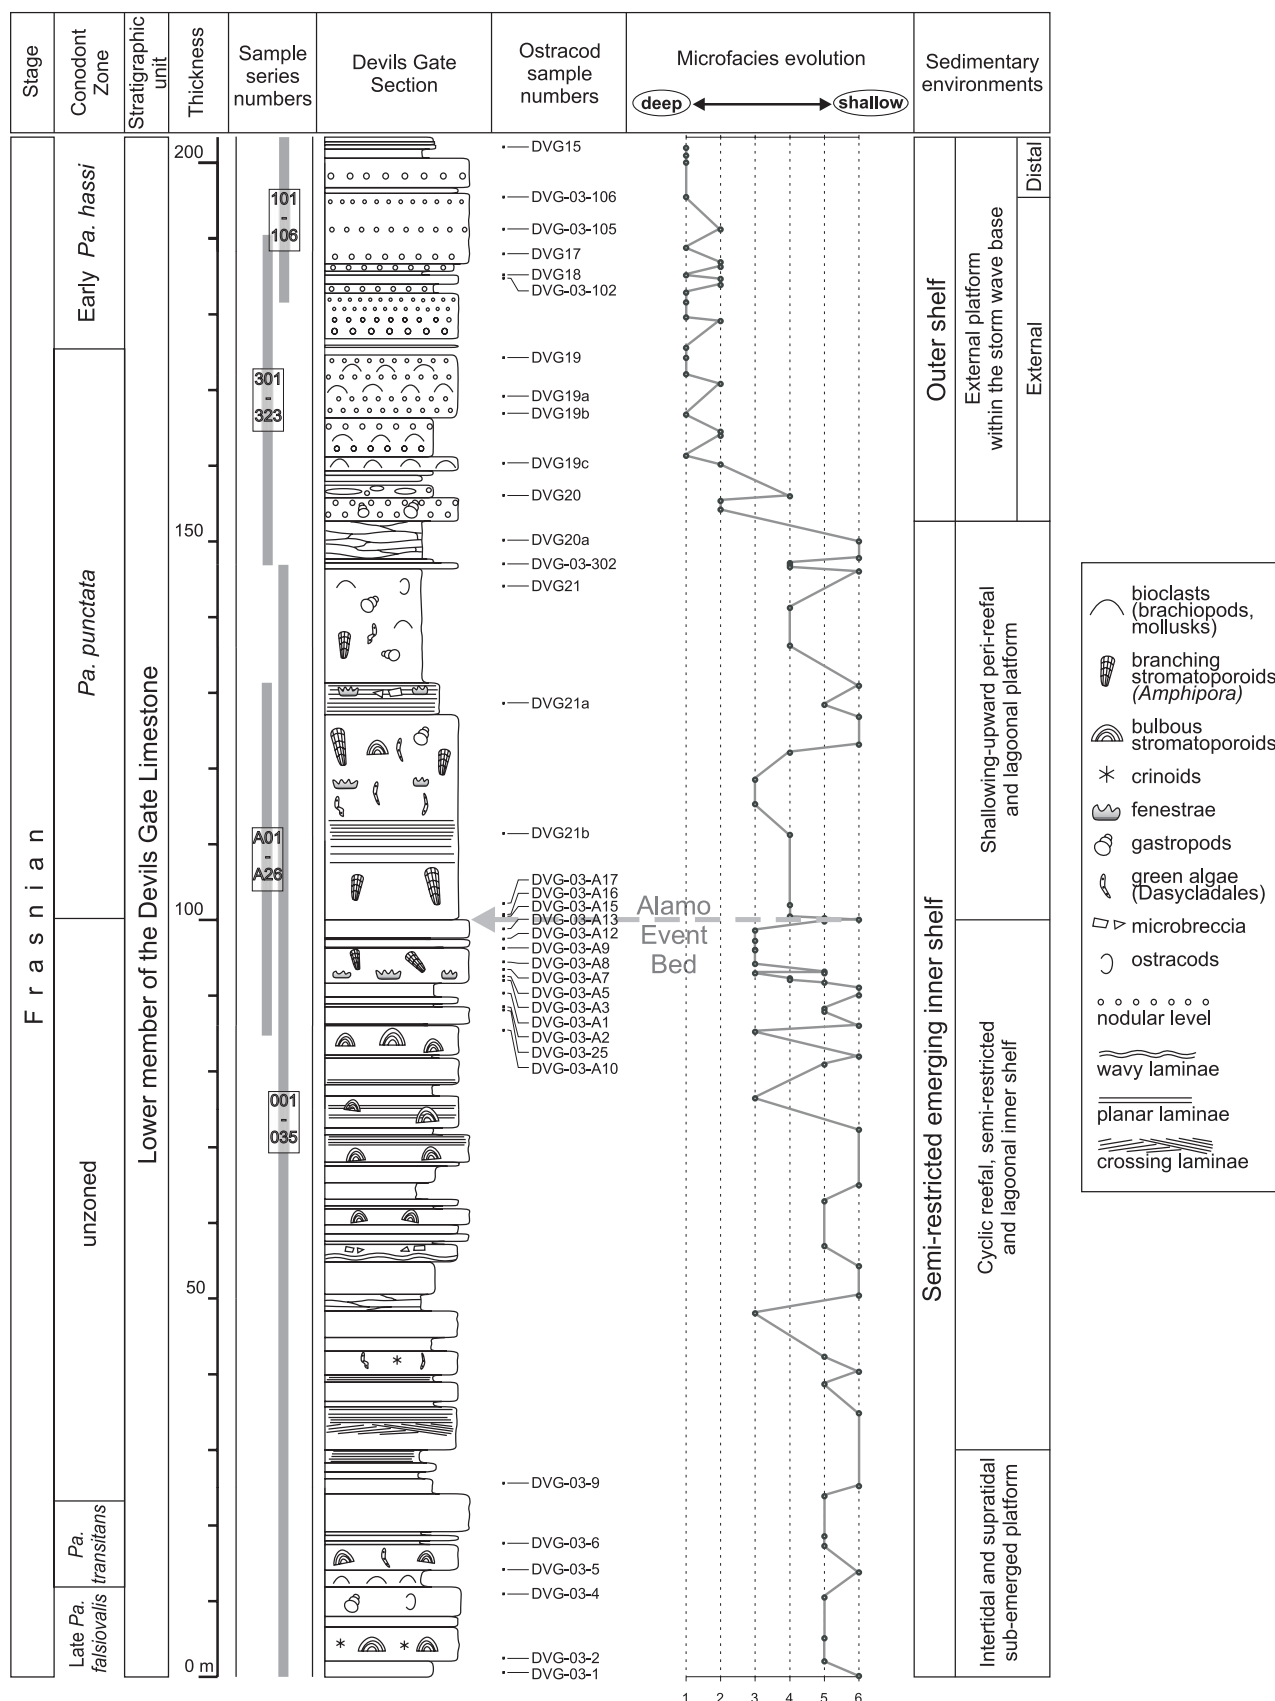 Stage
Conodont
Zone
Stratigraphic
unit
Thickness
Sample
series
numbers
Devils Gate
Section
Ostracod
sample
numbers
Microfacies evolution
deep
shallow
Sedimentary
environments
Frasnian
Early Pa. hassi
Pa. punctata
unzoned
Pa.
transitans
Late Pa.
falsiovalis
Lower member of the Devils Gate Limestone
200
150
100
50
0 m
101
-
106
301
-
323
A01
-
A26
001
-
035
DVG15
DVG-03-106
DVG-03-105
DVG17
DVG18
DVG-03-102
DVG19
DVG19a
DVG19b
DVG19c
DVG20
DVG20a
DVG-03-302
DVG21
DVG21a
DVG21b
DVG-03-A17
DVG-03-A16
DVG-03-A15
DVG-03-A13
DVG-03-A12
DVG-03-A9
DVG-03-A8
DVG-03-A7
DVG-03-A5
DVG-03-A3
DVG-03-A1
DVG-03-A2
DVG-03-25
DVG-03-A10
DVG-03-9
DVG-03-6
DVG-03-5
DVG-03-4
DVG-03-2
DVG-03-1
Alamo
Event
Bed
1 2 3 4 5 6
Outer shelf
Semi-restricted emerging inner shelf
External platform
within the storm wave base
Distal
External
Shallowing-upward peri-reefal
and lagoonal platform
Cyclic reefal, semi-restricted
and lagoonal inner shelf
Intertidal and supratidal
sub-emerged platform
bioclasts
(brachiopods,
mollusks)
branching
stromatoporoids
(Amphipora)
bulbous
stromatoporoids
crinoids
fenestrae
gastropods
green algae
(Dasycladales)
microbreccia
ostracods
nodular level
wavy laminae
planar laminae
crossing laminae